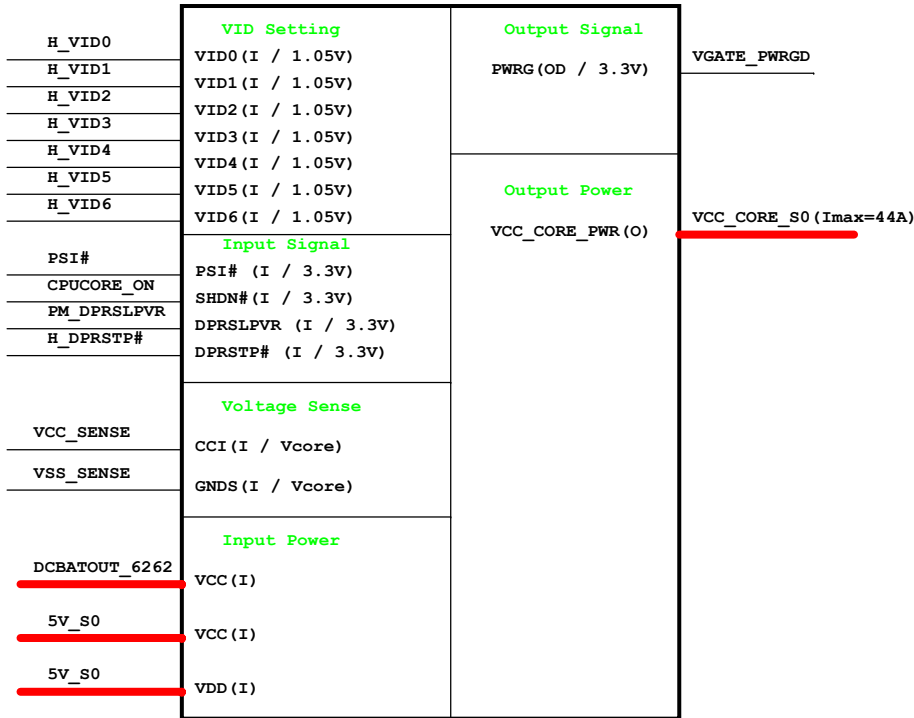 H_VID0
H_VID1
H_VID2
H_VID3
H_VID4
H_VID5
H_VID6
PSI#
CPUCORE_ON
PM_DPRSLPVR
H_DPRSTP#
VCC_SENSE
VSS_SENSE
DCBATOUT_6262
5V_S0
5V_S0
VID Setting
VID0(I / 1.05V)
VID1(I / 1.05V)
VID2(I / 1.05V)
VID3(I / 1.05V)
VID4(I / 1.05V)
VID5(I / 1.05V)
VID6(I / 1.05V)
Input Signal
PSI# (I / 3.3V)
SHDN#(I / 3.3V)
DPRSLPVR (I / 3.3V)
DPRSTP# (I / 3.3V)
Voltage Sense
CCI(I / Vcore)
GNDS(I / Vcore)
Input Power
VCC(I)
VCC(I)
VDD(I)
Output Signal
PWRG(OD / 3.3V)
Output Power
VCC_CORE_PWR(O)
VGATE_PWRGD
VCC_CORE_S0(Imax=44A)